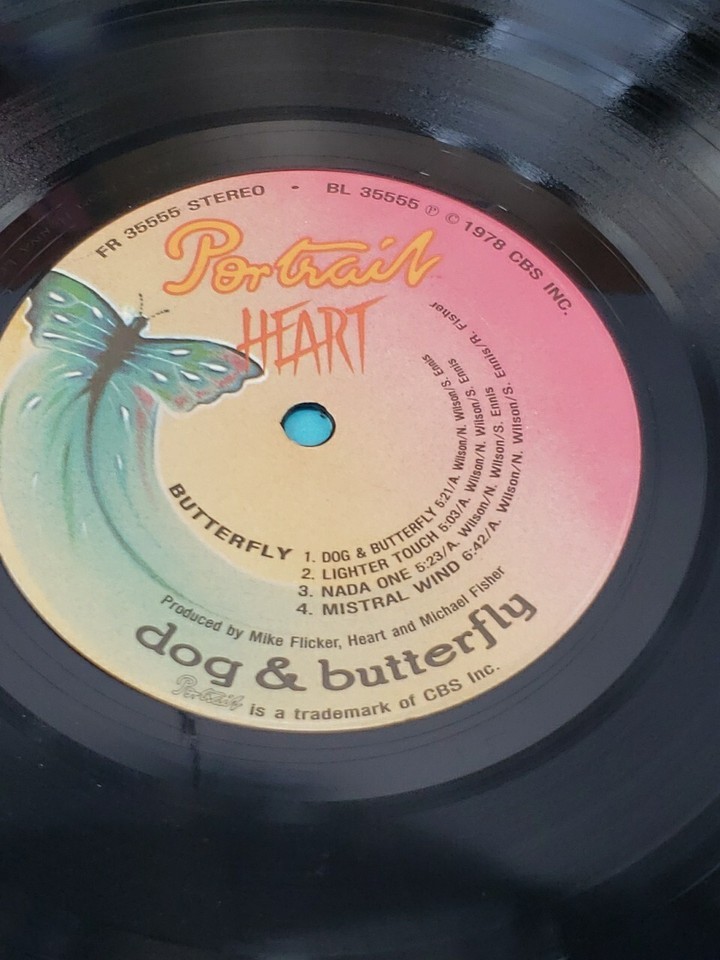 FR 35555 STEREO • BL 35555 ℗ © 1978 CBS INC.
Portrait
HEART
BUTTERFLY
1. DOG & BUTTERFLY 5:21/A. Wilson/N. Wilson/S. Ennis
2. LIGHTER TOUCH 5:03/A. Wilson/N. Wilson/S. Ennis
3. NADA ONE 5:23/A. Wilson/N. Wilson/S. Ennis
4. MISTRAL WIND 6:42/A. Wilson/N. Wilson/S. Ennis/R. Fisher
Produced by Mike Flicker, Heart and Michael Fisher
dog & butterfly
Portrait is a trademark of CBS Inc.